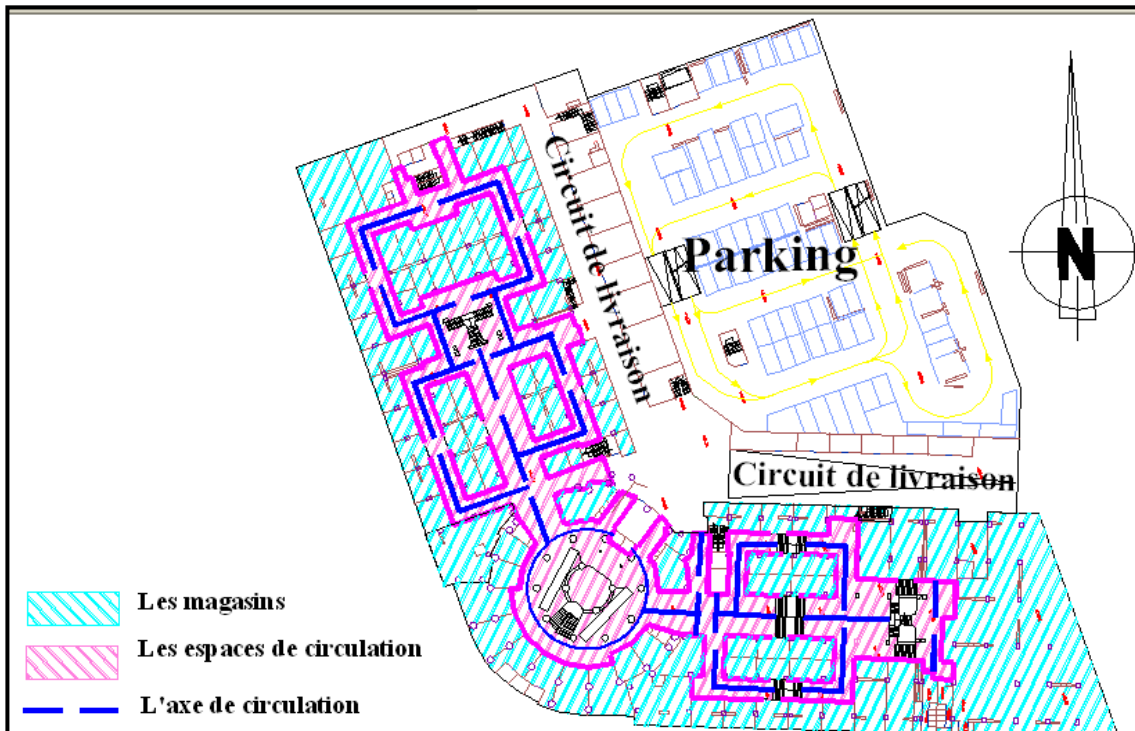 Circuit de livraison
Parking
N
Circuit de livraison
Les magasins
Les espaces de circulation
L'axe de circulation